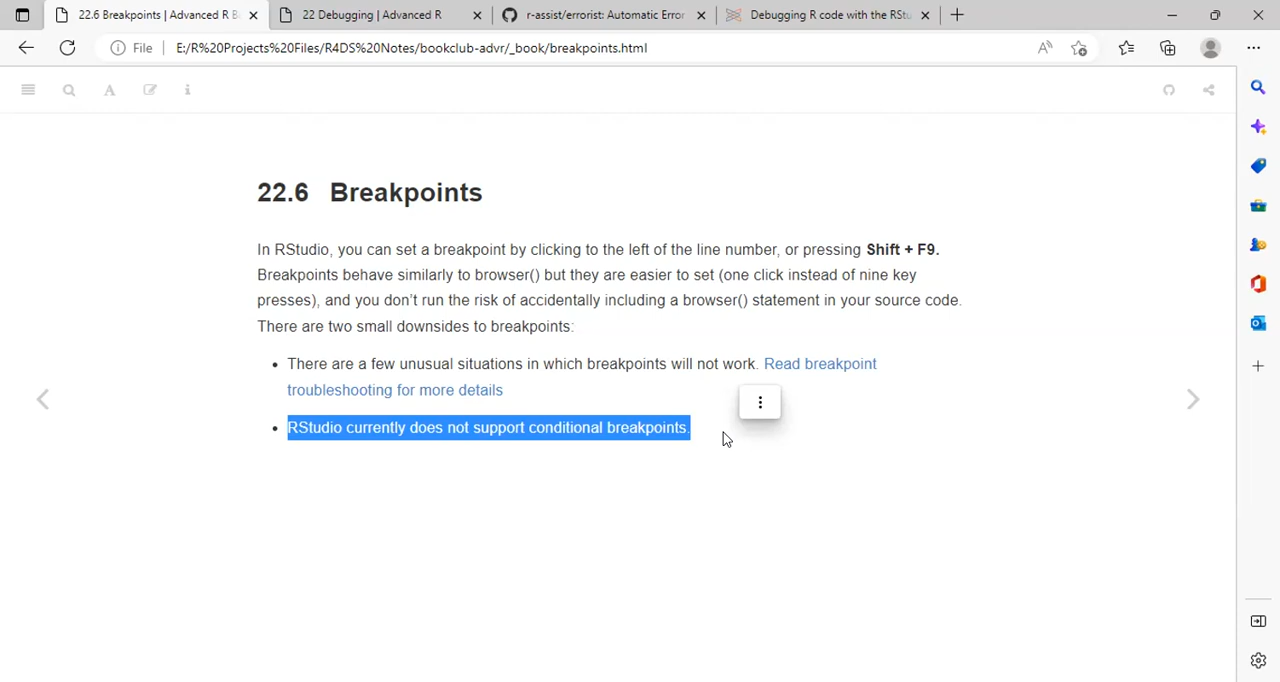 22.6 Breakpoints | Advanced R B
22 Debugging | Advanced R
r-assist/errorist: Automatic Error
Debugging R code with the RStu
File
E:/R%20Projects%20Files/R4DS%20Notes/bookclub-advr/_book/breakpoints.html
22.6 Breakpoints
In RStudio, you can set a breakpoint by clicking to the left of the line number, or pressing Shift + F9.
Breakpoints behave similarly to browser() but they are easier to set (one click instead of nine key
presses), and you don’t run the risk of accidentally including a browser() statement in your source code.
There are two small downsides to breakpoints:
• There are a few unusual situations in which breakpoints will not work. Read breakpoint
troubleshooting for more details
• RStudio currently does not support conditional breakpoints.